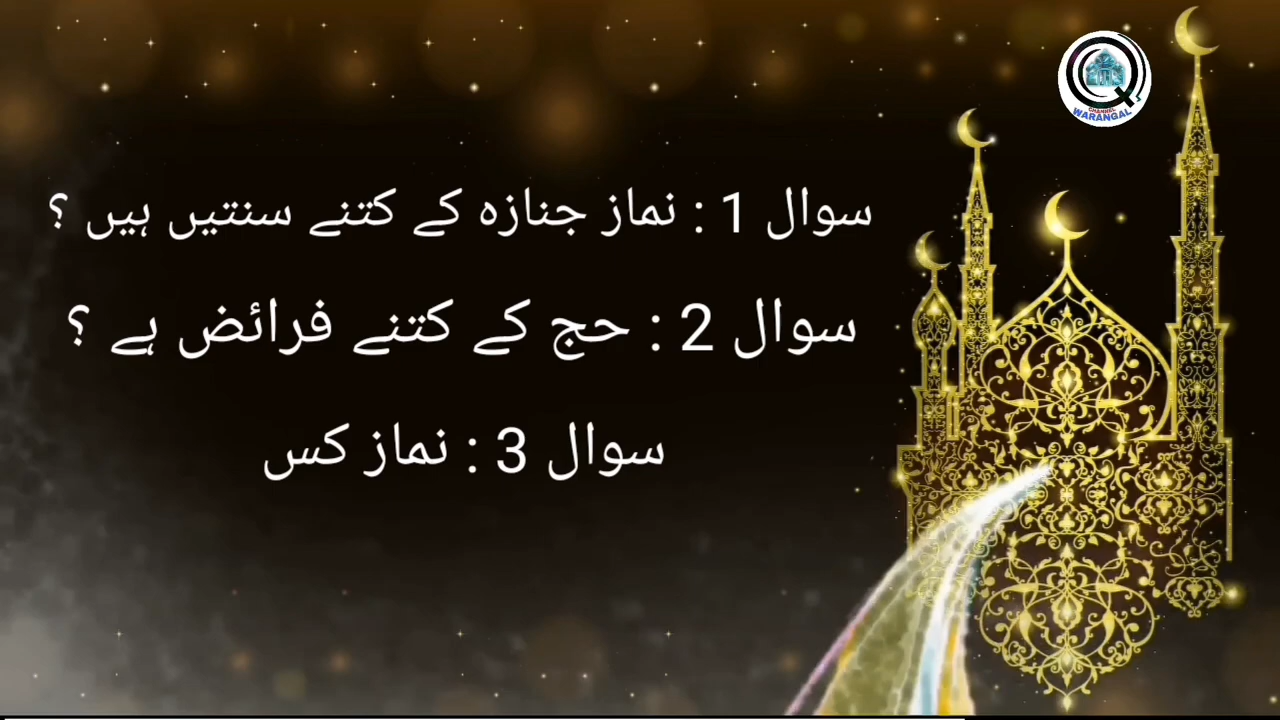 سوال 1 : نماز جنازہ کے کتنے سنتیں ہیں ؟
سوال 2 : حج کے کتنے فرائض ہے ؟
سوال 3 : نماز کس
CHANNEL
WARANGAL